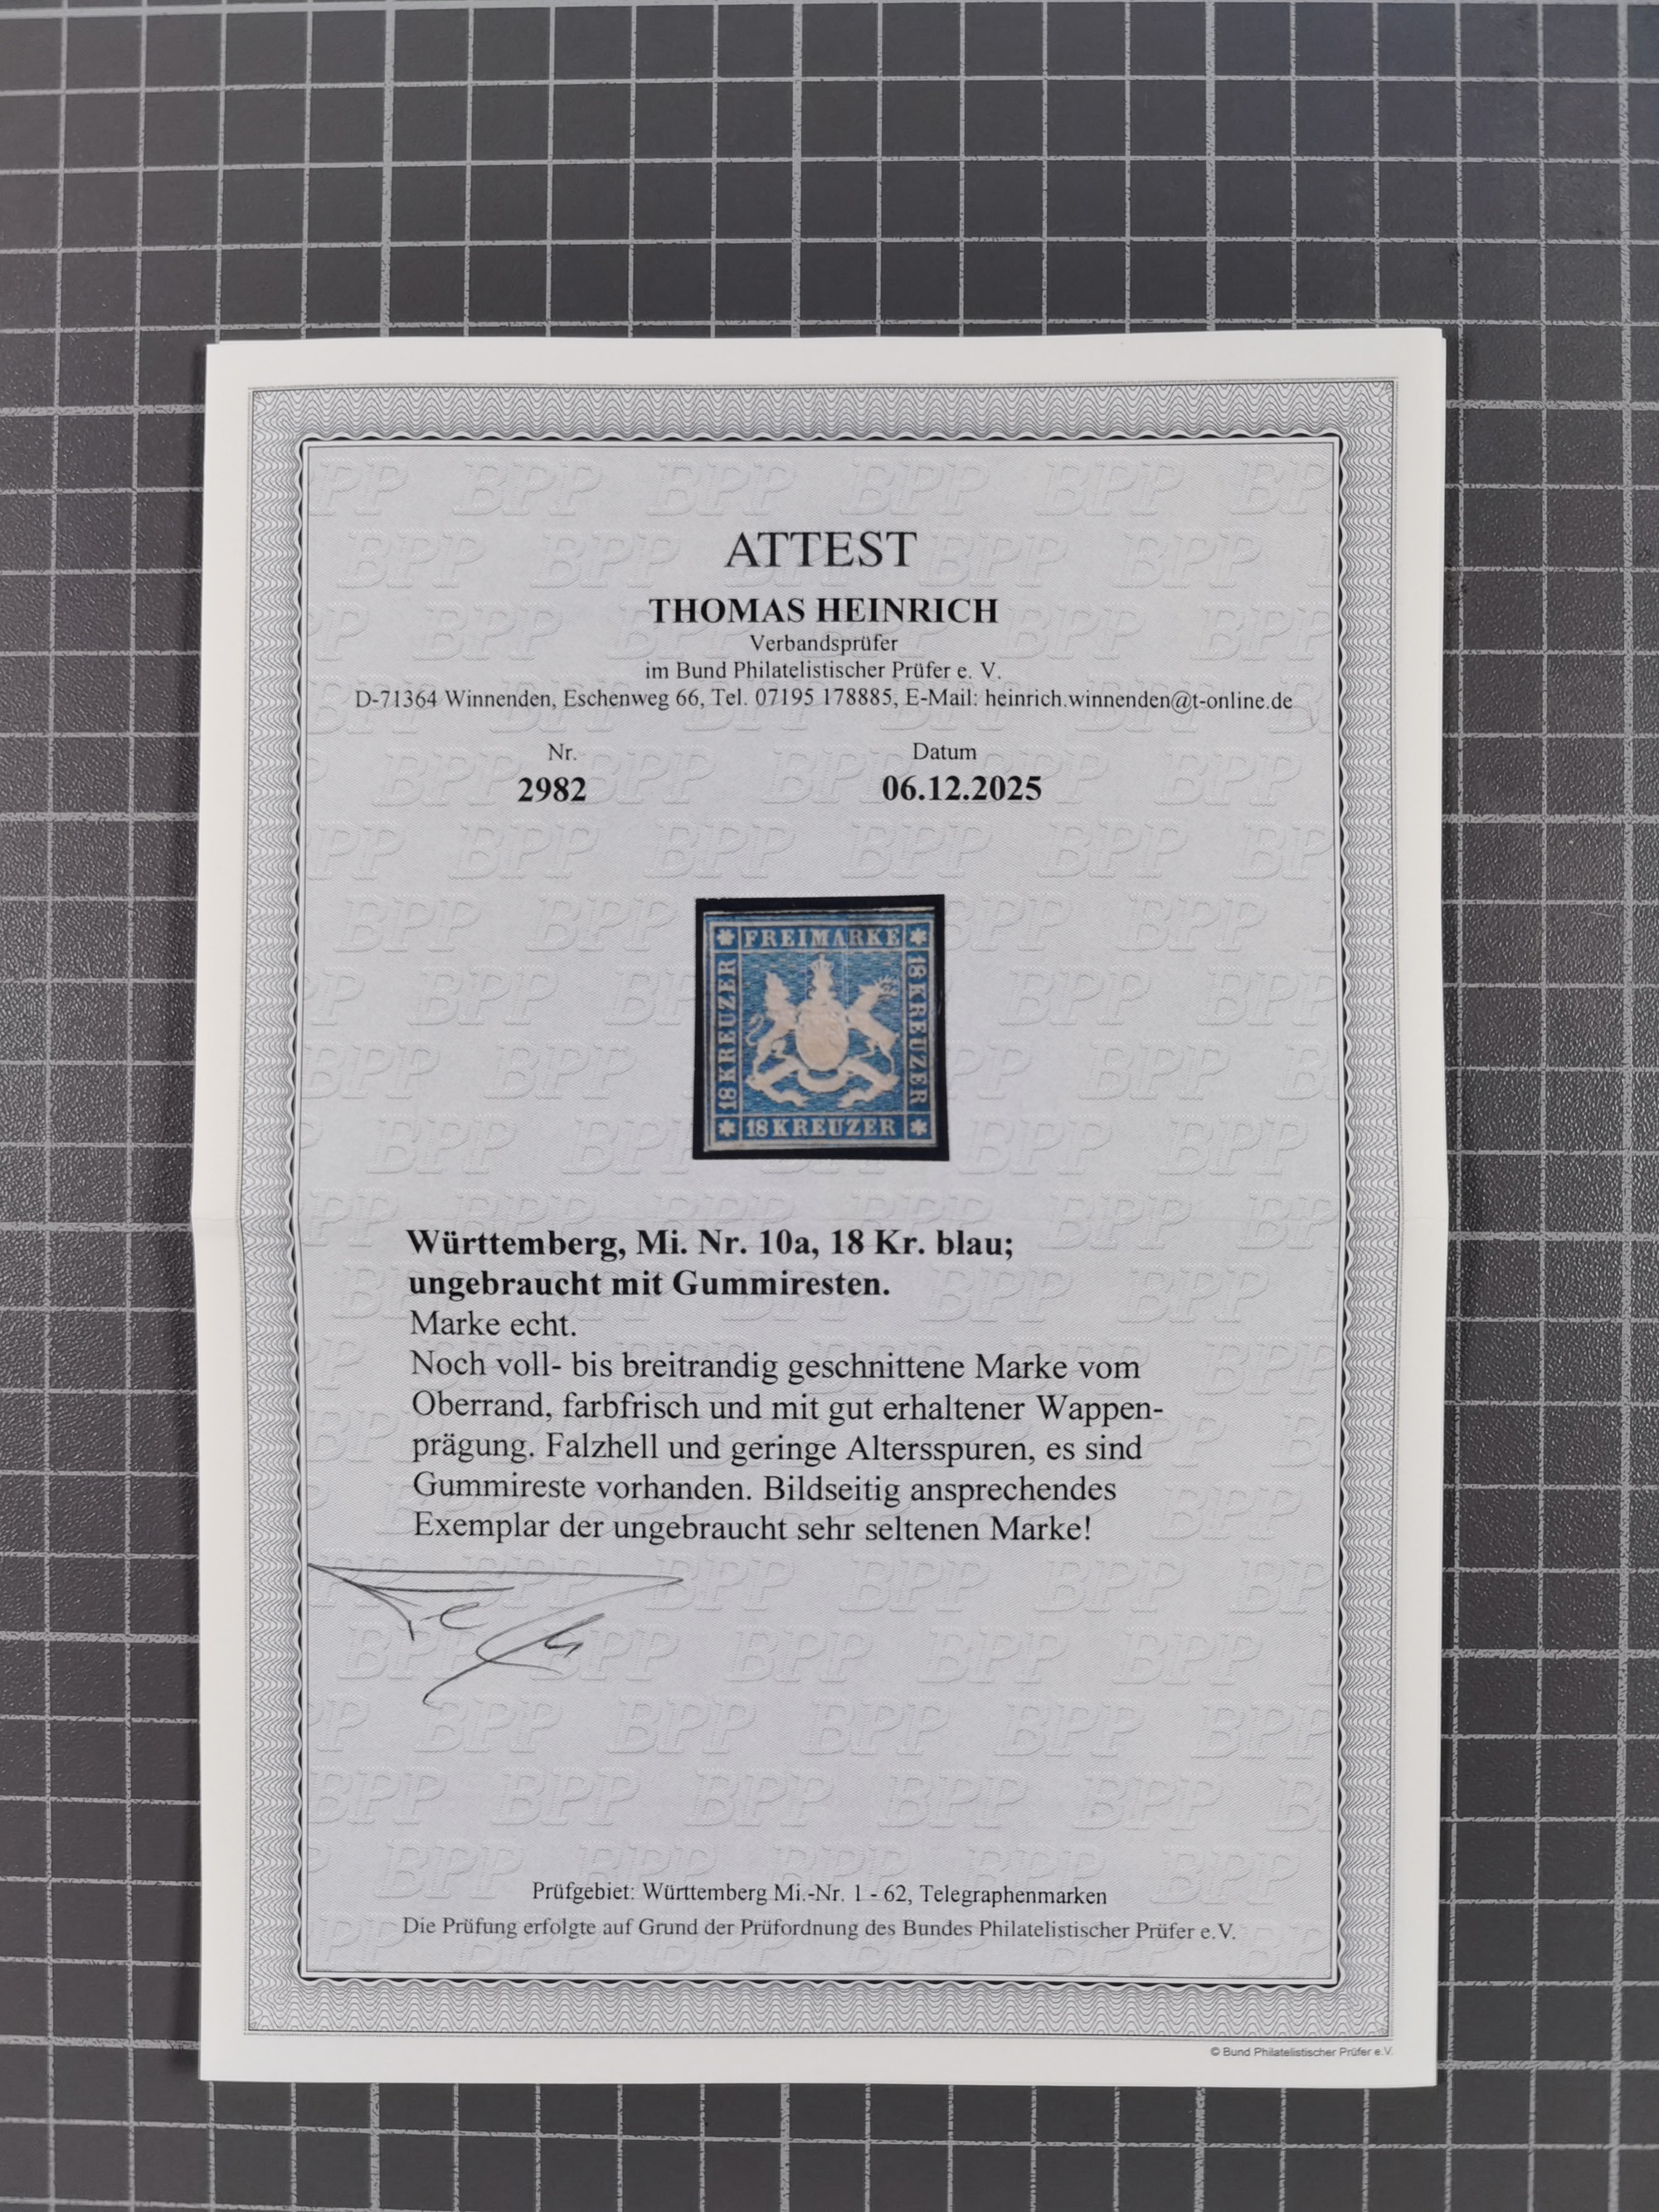 ATTEST
THOMAS HEINRICH
Verbandsprüfer
im Bund Philatelistischer Prüfer e. V.
D-71364 Winnenden, Eschenweg 66, Tel. 07195 178885, E-Mail: heinrich.winnenden@t-online.de
Nr. Datum
2982 06.12.2025
FREIMARKE
18 KREUZER
18 KREUZER
18 KREUZER
Württemberg, Mi. Nr. 10a, 18 Kr. blau;
ungebraucht mit Gummiresten.
Marke echt.
Noch voll- bis breitrandig geschnittene Marke vom
Oberrand, farbfrisch und mit gut erhaltener Wappen-
prägung. Falzhell und geringe Altersspuren, es sind
Gummireste vorhanden. Bildseitig ansprechendes
Exemplar der ungebraucht sehr seltenen Marke!
Prüfgebiet: Württemberg Mi.-Nr. 1 - 62, Telegraphenmarken
Die Prüfung erfolgte auf Grund der Prüfordnung des Bundes Philatelistischer Prüfer e.V.
© Bund Philatelistischer Prüfer e.V.